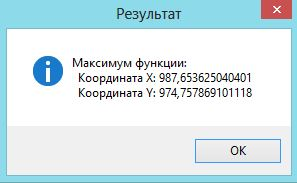 Результат
Максимум функции:
Координата X: 987,653625040401
Координата Y: 974,757869101118
OK